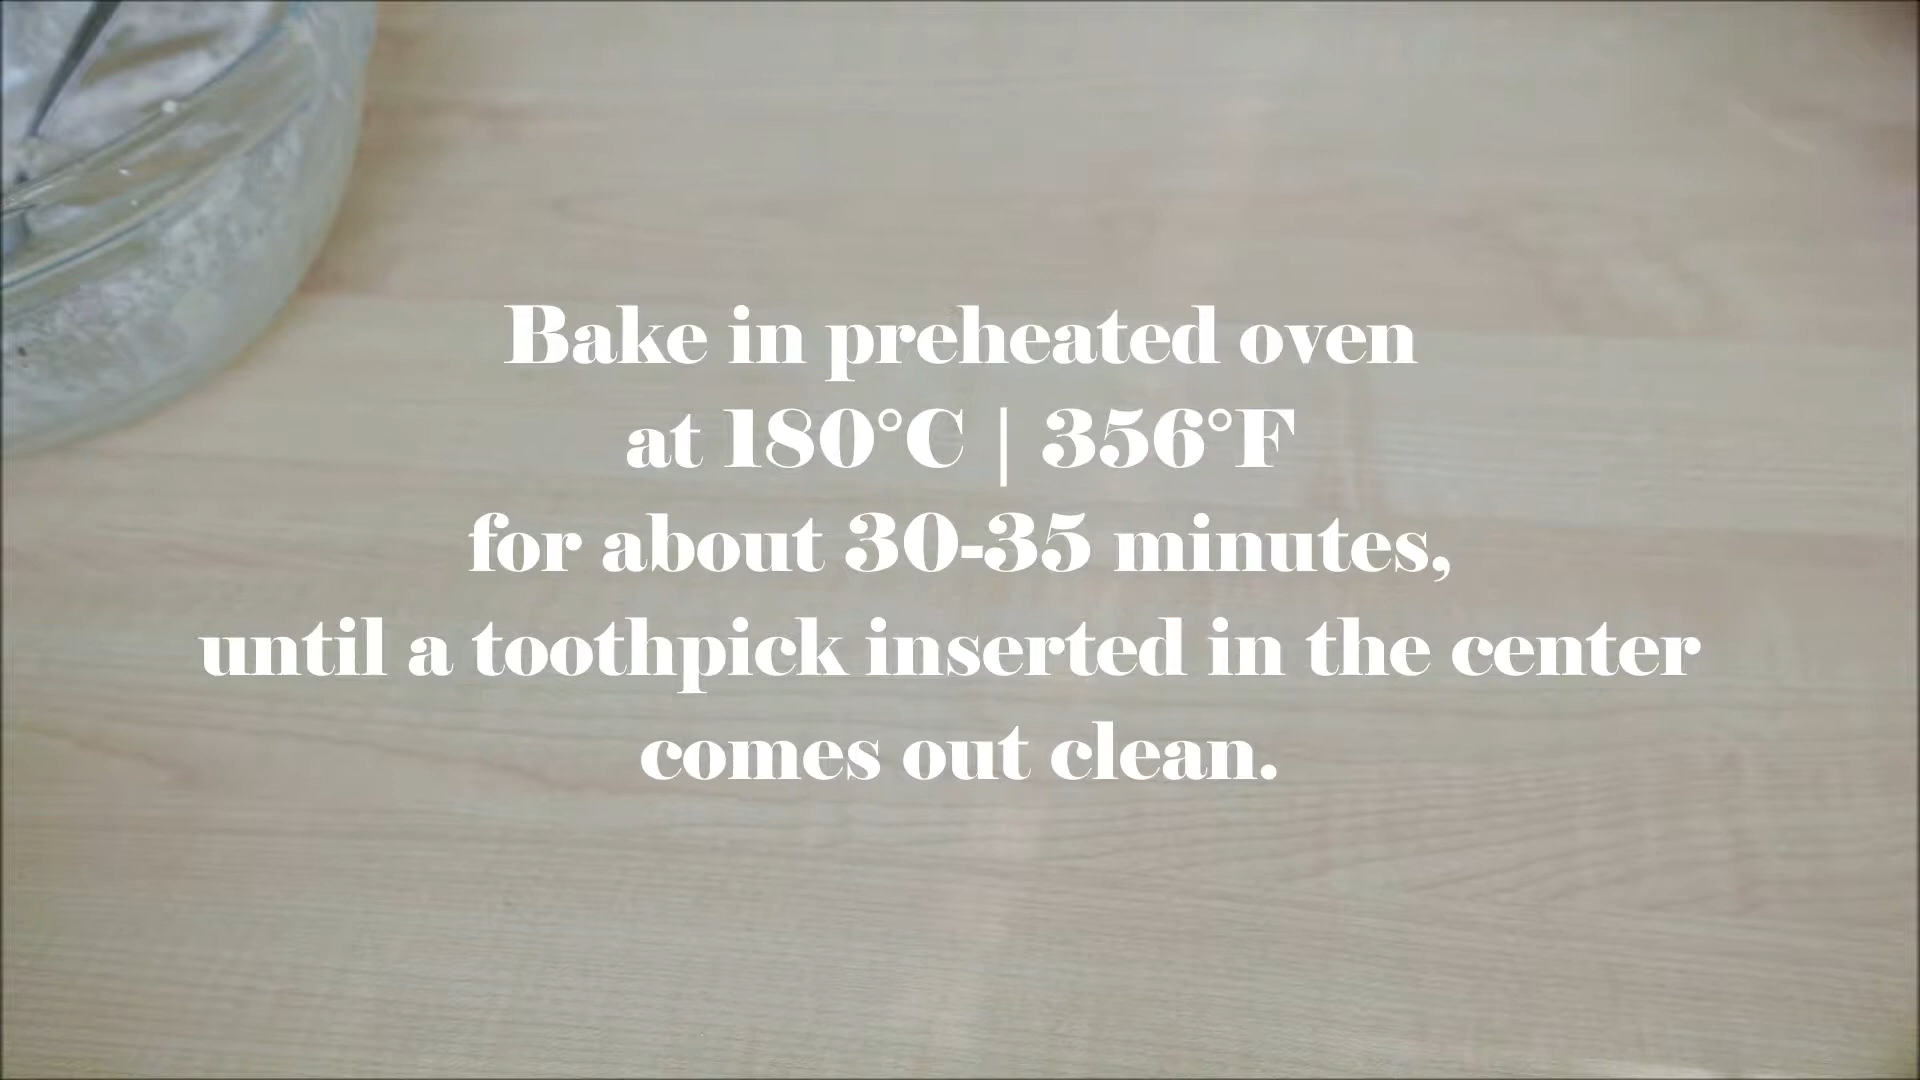 Bake in preheated oven
at 180°C | 356°F
for about 30-35 minutes,
until a toothpick inserted in the center
comes out clean.